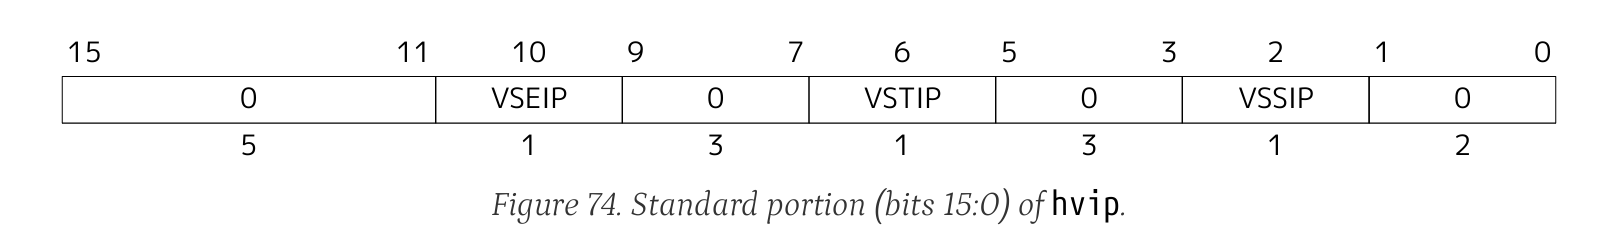 15 11 10 9 7 6 5 3 2 1 0
0 VSEIP 0 VSTIP 0 VSSIP 0
5 1 3 1 3 1 2
Figure 74. Standard portion (bits 15:0) of hvip.